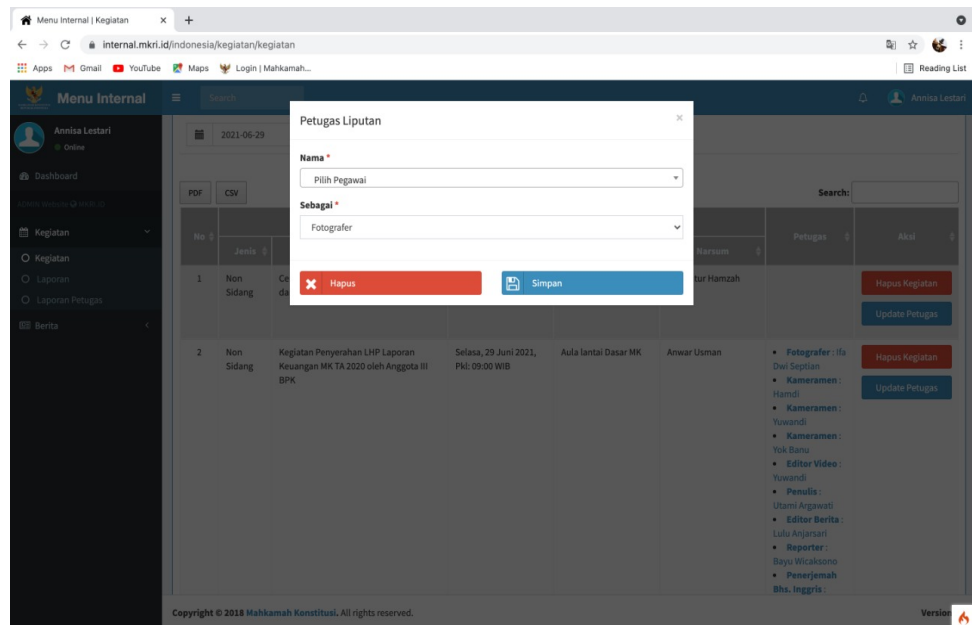 Menu Internal | Kegiatan
internal.mkri.id/indonesia/kegiatan/kegiatan
Apps Gmail YouTube Maps Login | Mahkamah... Reading List
Menu Internal Search Annisa Lestari
Annisa Lestari
Online
Dashboard
Kegiatan
Kegiatan
Laporan
Laporan Petugas
Berita
2021-06-29
Petugas Liputan ×
Nama *
Pilih Pegawai
Sebagai *
Fotografer
Hapus Simpan
PDF CSV Search:
No Jenis Narsum Petugas Aksi
1 Non Sidang
Hapus Kegiatan
Update Petugas
2 Non Sidang
Kegiatan Penyerahan LHP Laporan
Keuangan MK TA 2020 oleh Anggota III
BPK
Selasa, 29 Juni 2021,
Pkl: 09:00 WIB
Aula lantai Dasar MK
Anwar Usman
Fotografer : Ifa
Dwi Septian
Kameramen :
Hamdi
Kameramen :
Yuwandi
Kameramen :
Yok Banu
Editor Video :
Yuwandi
Penulis :
Utami Argawati
Editor Berita :
Lulu Anjarsari
Reporter :
Bayu Wicaksono
Penerjemah
Bhs. Inggris :
Hapus Kegiatan
Update Petugas
Copyright © 2018 Mahkamah Konstitusi. All rights reserved. Version